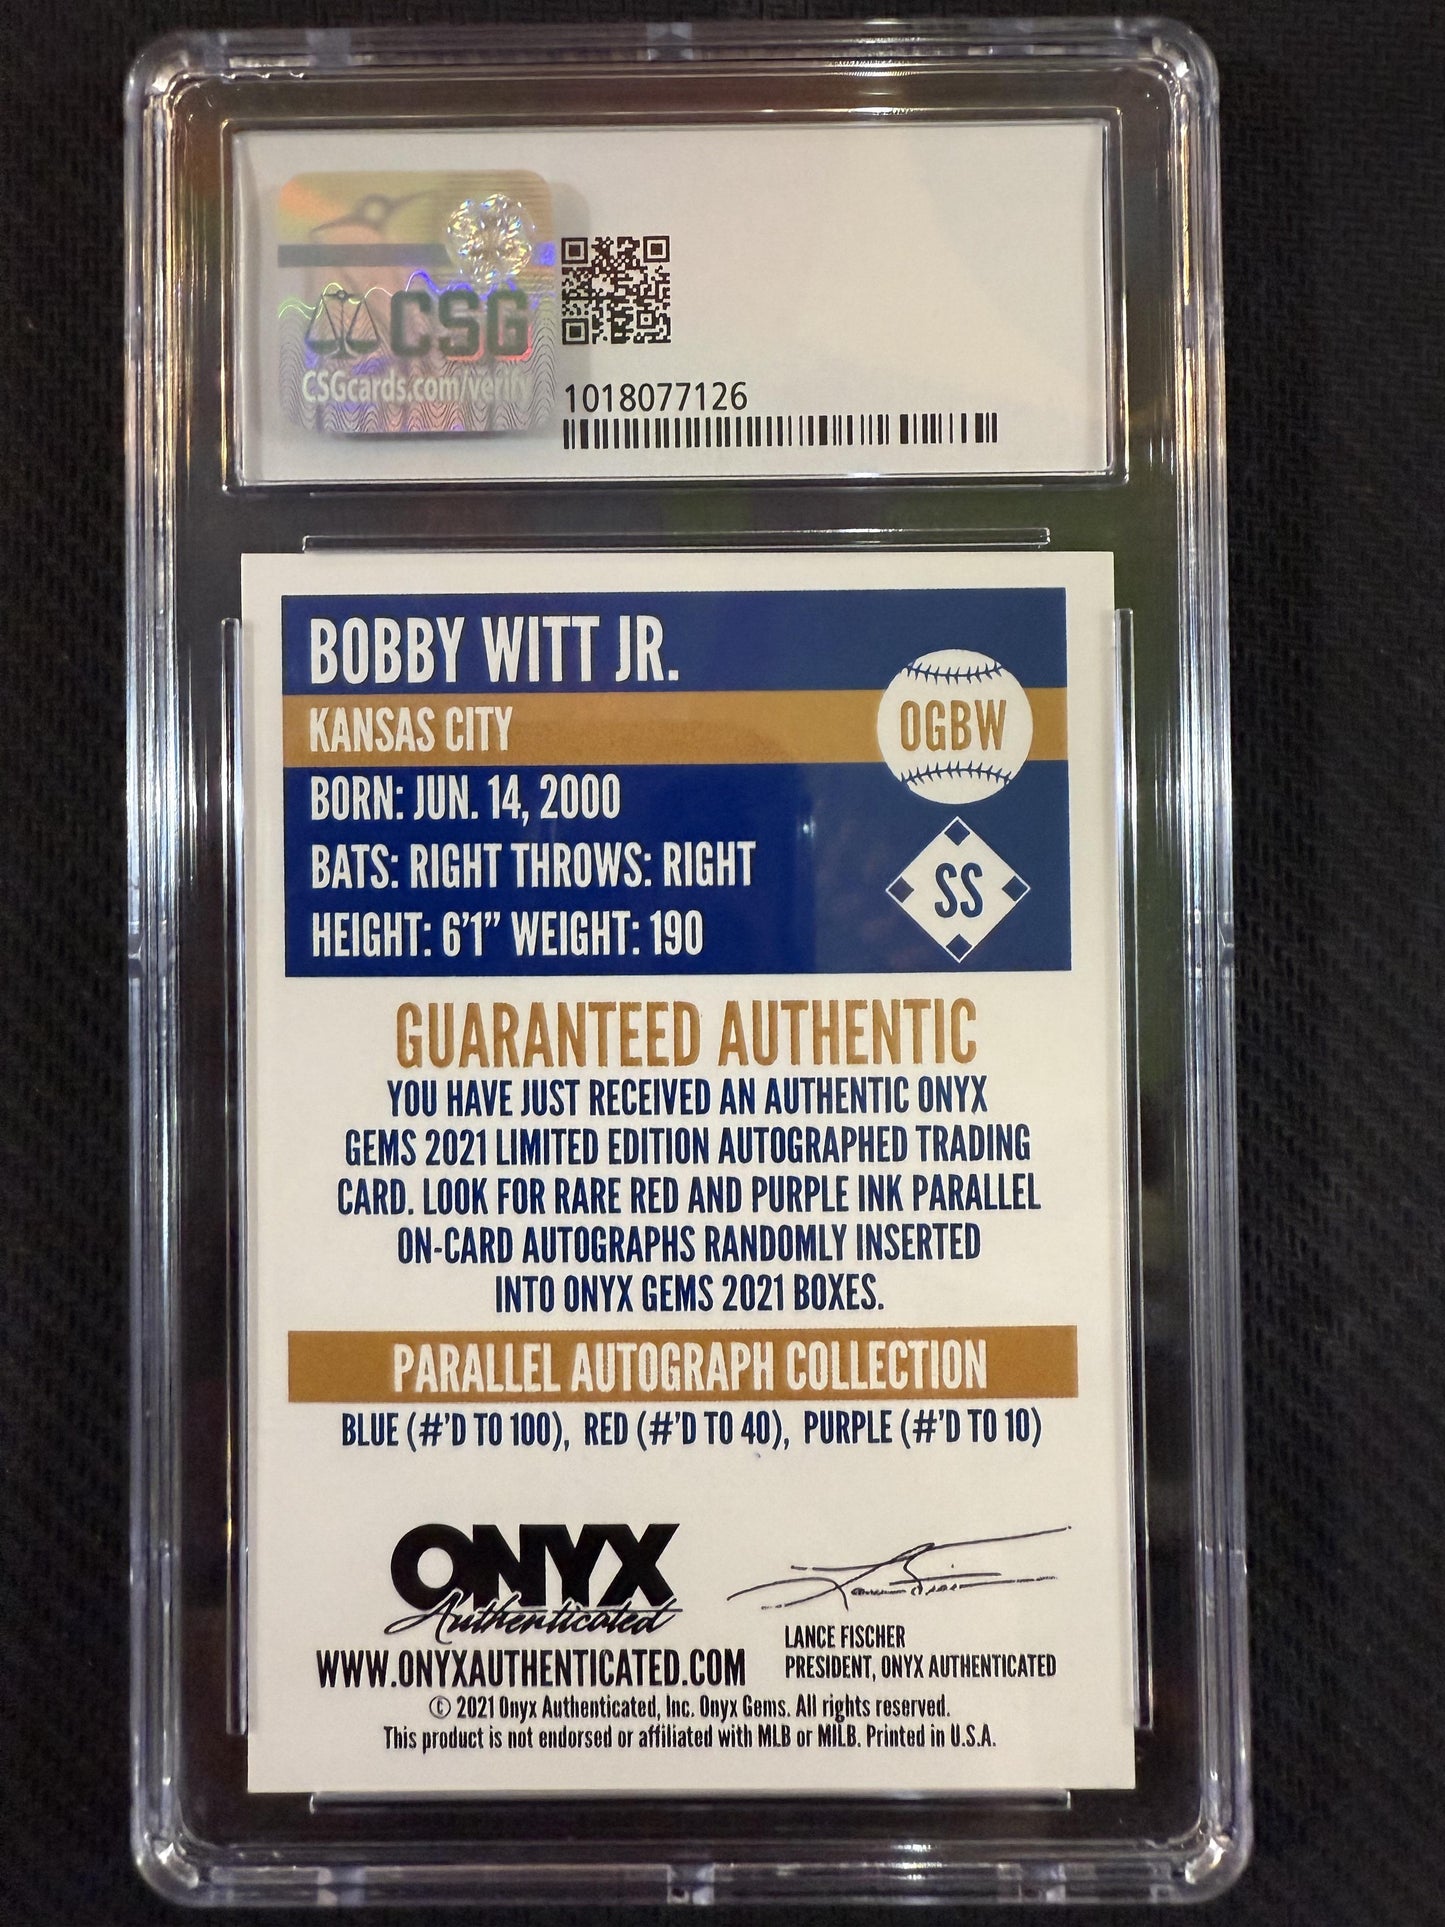 CSG
CSGcards.com/verify
1018077126
BOBBY WITT JR.
KANSAS CITY
OGBW
BORN: JUN. 14, 2000
BATS: RIGHT THROWS: RIGHT
SS
HEIGHT: 6'1" WEIGHT: 190
GUARANTEED AUTHENTIC
YOU HAVE JUST RECEIVED AN AUTHENTIC ONYX
GEMS 2021 LIMITED EDITION AUTOGRAPHED TRADING
CARD. LOOK FOR RARE RED AND PURPLE INK PARALLEL
ON-CARD AUTOGRAPHS RANDOMLY INSERTED
INTO ONYX GEMS 2021 BOXES.
PARALLEL AUTOGRAPH COLLECTION
BLUE (#'D TO 100), RED (#'D TO 40), PURPLE (#'D TO 10)
ONYX
Authenticated
WWW.ONYXAUTHENTICATED.COM
LANCE FISCHER
PRESIDENT, ONYX AUTHENTICATED
© 2021 Onyx Authenticated, Inc. Onyx Gems. All rights reserved.
This product is not endorsed or affiliated with MLB or MILB. Printed in U.S.A.